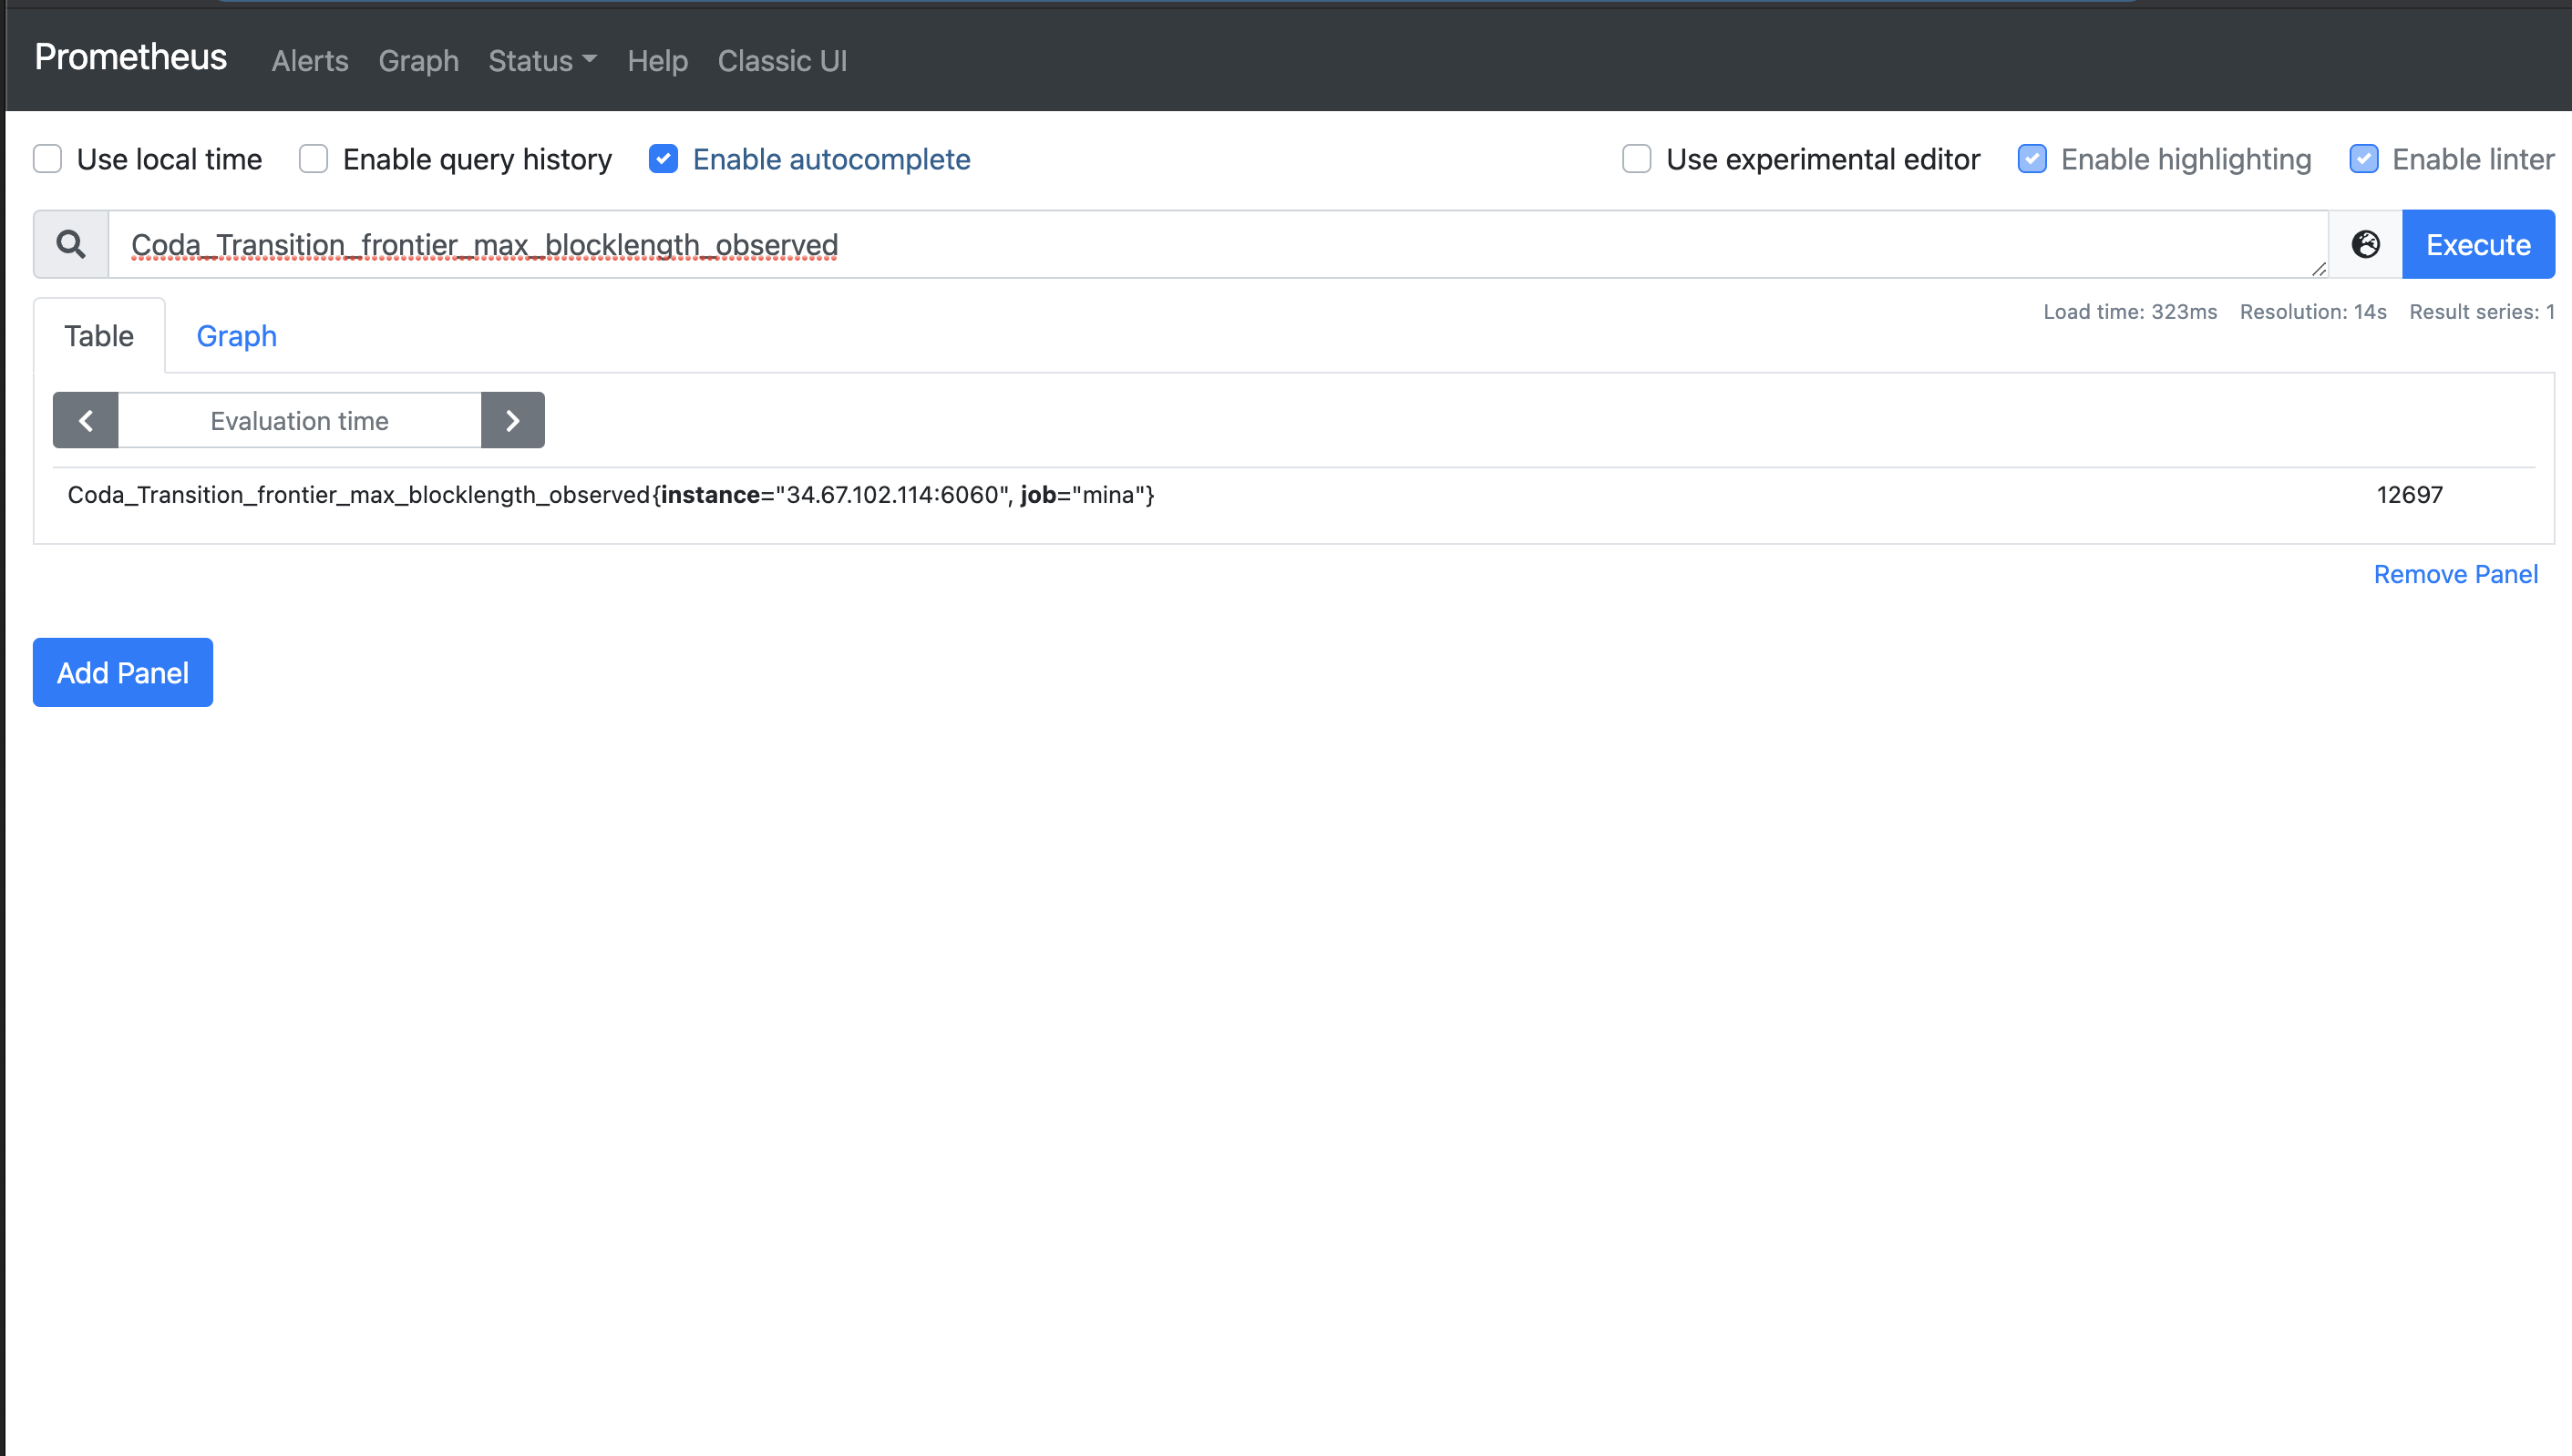 Prometheus Alerts Graph Status Help Classic UI
Use local time Enable query history Enable autocomplete Use experimental editor Enable highlighting Enable linter
Coda_Transition_frontier_max_blocklength_observed Execute
Load time: 323ms Resolution: 14s Result series: 1
Table Graph
Evaluation time
Coda_Transition_frontier_max_blocklength_observed{instance="34.67.102.114:6060", job="mina"} 12697
Remove Panel
Add Panel